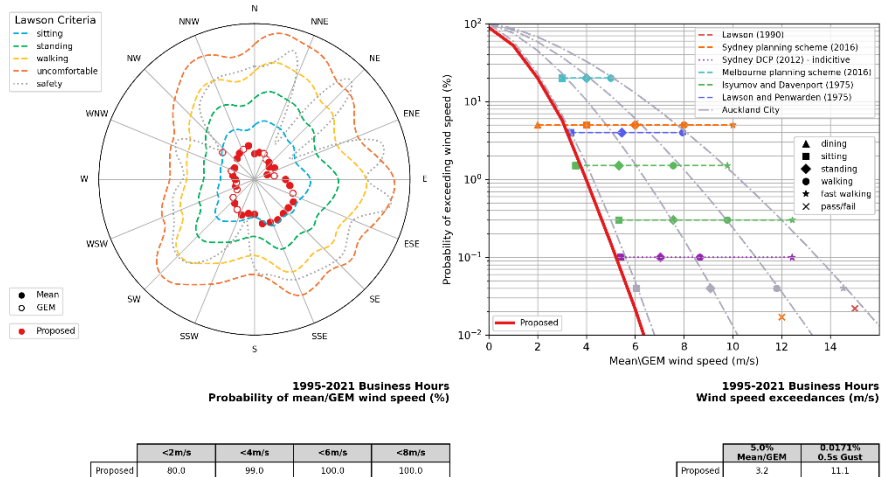 Lawson Criteria
sitting
standing
walking
uncomfortable
safety
N
NNE
NE
ENE
E
ESE
SE
SSE
S
SSW
SW
WSW
W
WNW
NW
NNW
Mean
GEM
Proposed
1995-2021 Business Hours
Probability of mean/GEM wind speed (%)
<2m/s <4m/s <6m/s <8m/s
Proposed 80.0 99.0 100.0 100.0
Probability of exceeding wind speed (%)
10²
10¹
10⁰
10⁻¹
10⁻²
Lawson (1990)
Sydney planning scheme (2016)
Sydney DCP (2012) - indicitive
Melbourne planning scheme (2016)
Isyumov and Davenport (1975)
Lawson and Penwarden (1975)
Auckland City
dining
sitting
standing
walking
fast walking
pass/fail
Proposed
0 2 4 6 8 10 12 14
Mean\GEM wind speed (m/s)
1995-2021 Business Hours
Wind speed exceedances (m/s)
5.0% 0.0171%
Mean/GEM 0.5s Gust
Proposed 3.2 11.1